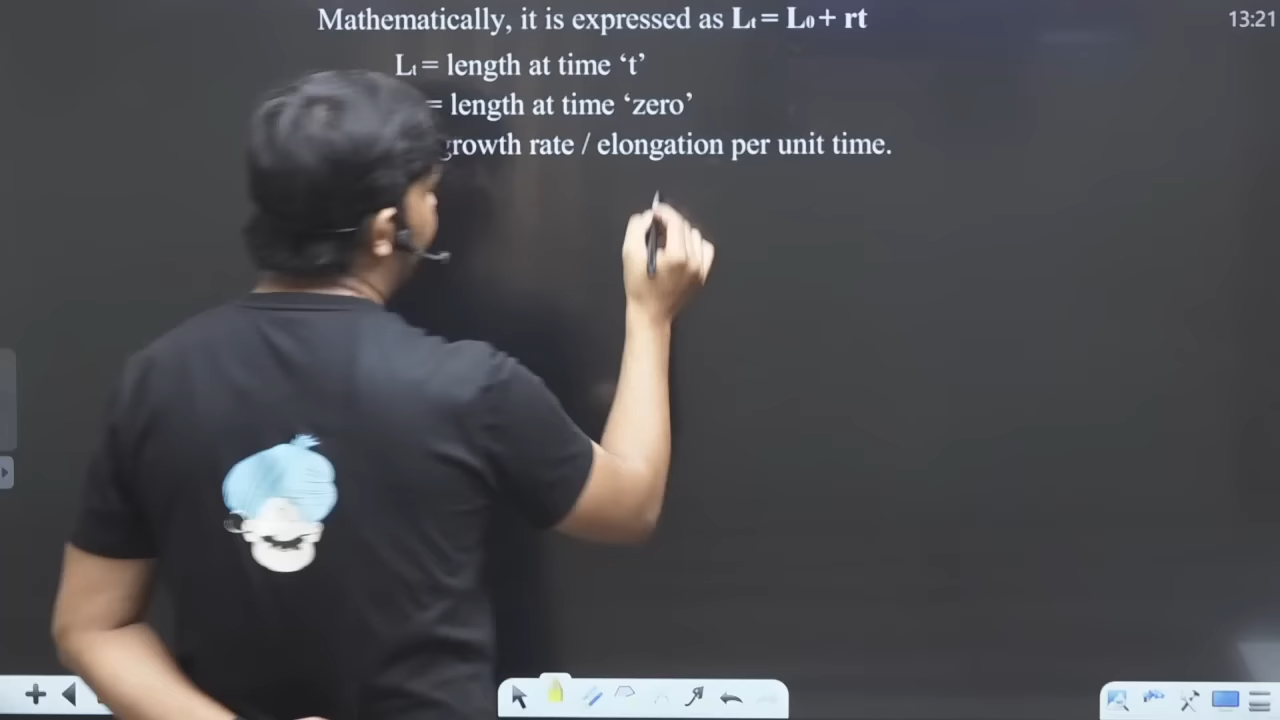 Mathematically, it is expressed as Lt = L0 + rt
13:21
Lt = length at time ‘t’
= length at time ‘zero’
growth rate / elongation per unit time.